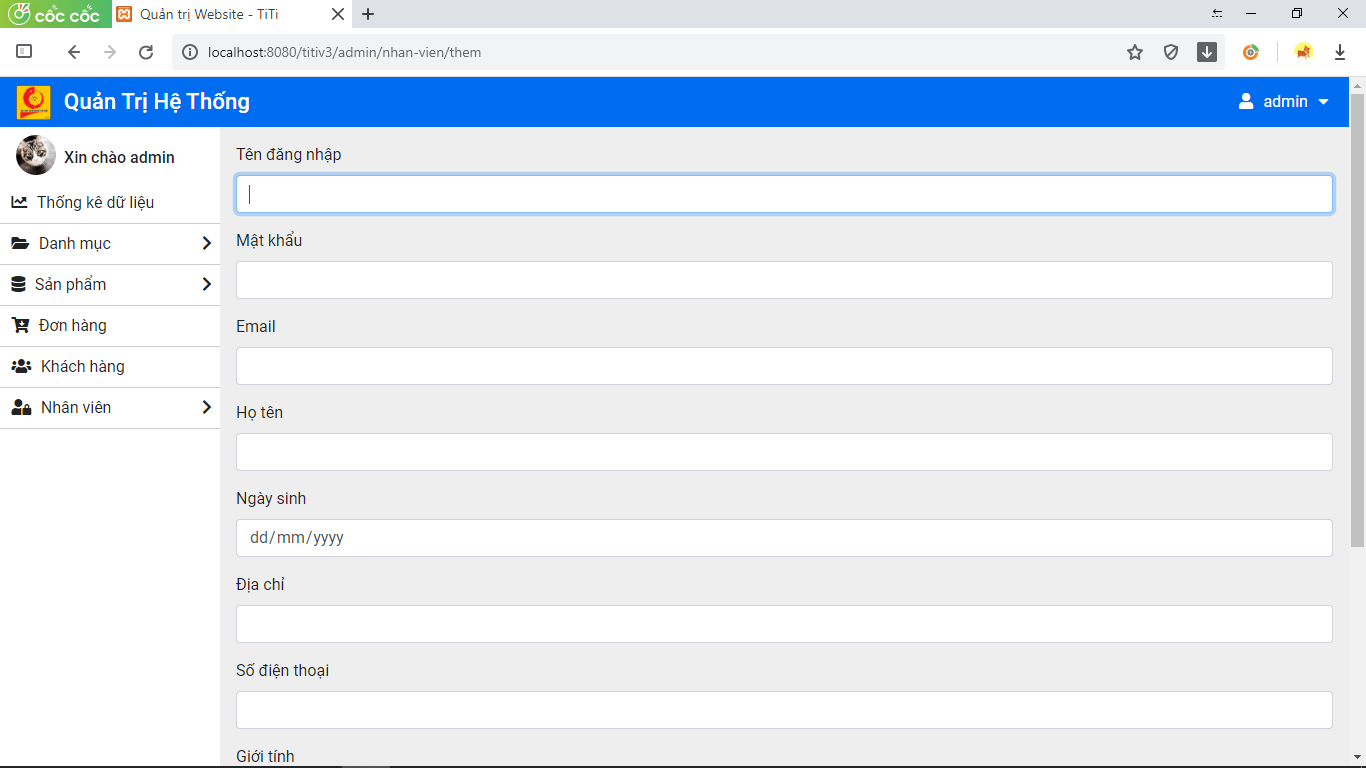 cốc cốc
Quản trị Website - TiTi
localhost:8080/titiv3/admin/nhan-vien/them
Quản Trị Hệ Thống
admin
Xin chào admin
Thống kê dữ liệu
Danh mục
Sản phẩm
Đơn hàng
Khách hàng
Nhân viên
Tên đăng nhập
Mật khẩu
Email
Họ tên
Ngày sinh
dd/mm/yyyy
Địa chỉ
Số điện thoại
Giới tính